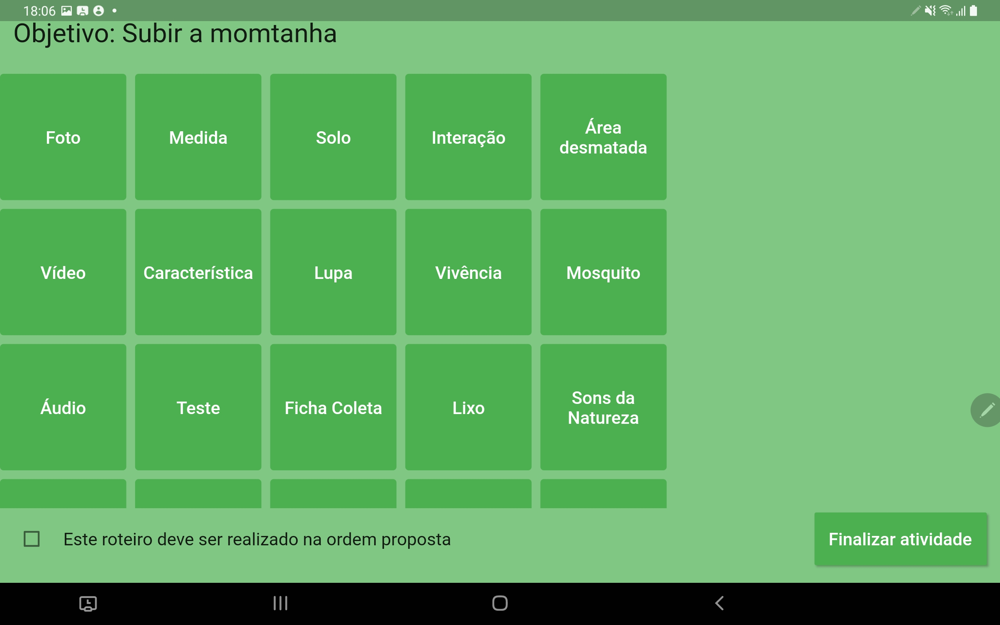 18:06
Objetivo: Subir a momtanha
Foto
Medida
Solo
Interação
Área
desmatada
Vídeo
Característica
Lupa
Vivência
Mosquito
Áudio
Teste
Ficha Coleta
Lixo
Sons da
Natureza
Este roteiro deve ser realizado na ordem proposta
Finalizar atividade